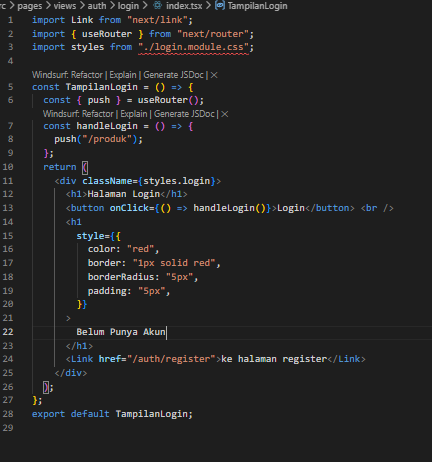 rc > pages > views > auth > login > index.tsx > TampilanLogin
1 import Link from "next/link";
2 import { useRouter } from "next/router";
3 import styles from "./login.module.css";
4
Windsurf: Refactor | Explain | Generate JSDoc | ×
5 const TampilanLogin = () => {
6 const { push } = useRouter();
Windsurf: Refactor | Explain | Generate JSDoc | ×
7 const handleLogin = () => {
8 push("/produk");
9 };
10 return (
11 <div className={styles.login}>
12 <h1>Halaman Login</h1>
13 <button onClick={() => handleLogin()}>Login</button> <br />
14 <h1
15 style={{
16 color: "red",
17 border: "1px solid red",
18 borderRadius: "5px",
19 padding: "5px",
20 }}
21 >
22 Belum Punya Akun
23 </h1>
24 <Link href="/auth/register">ke halaman register</Link>
25 </div>
26 );
27 };
28 export default TampilanLogin;
29